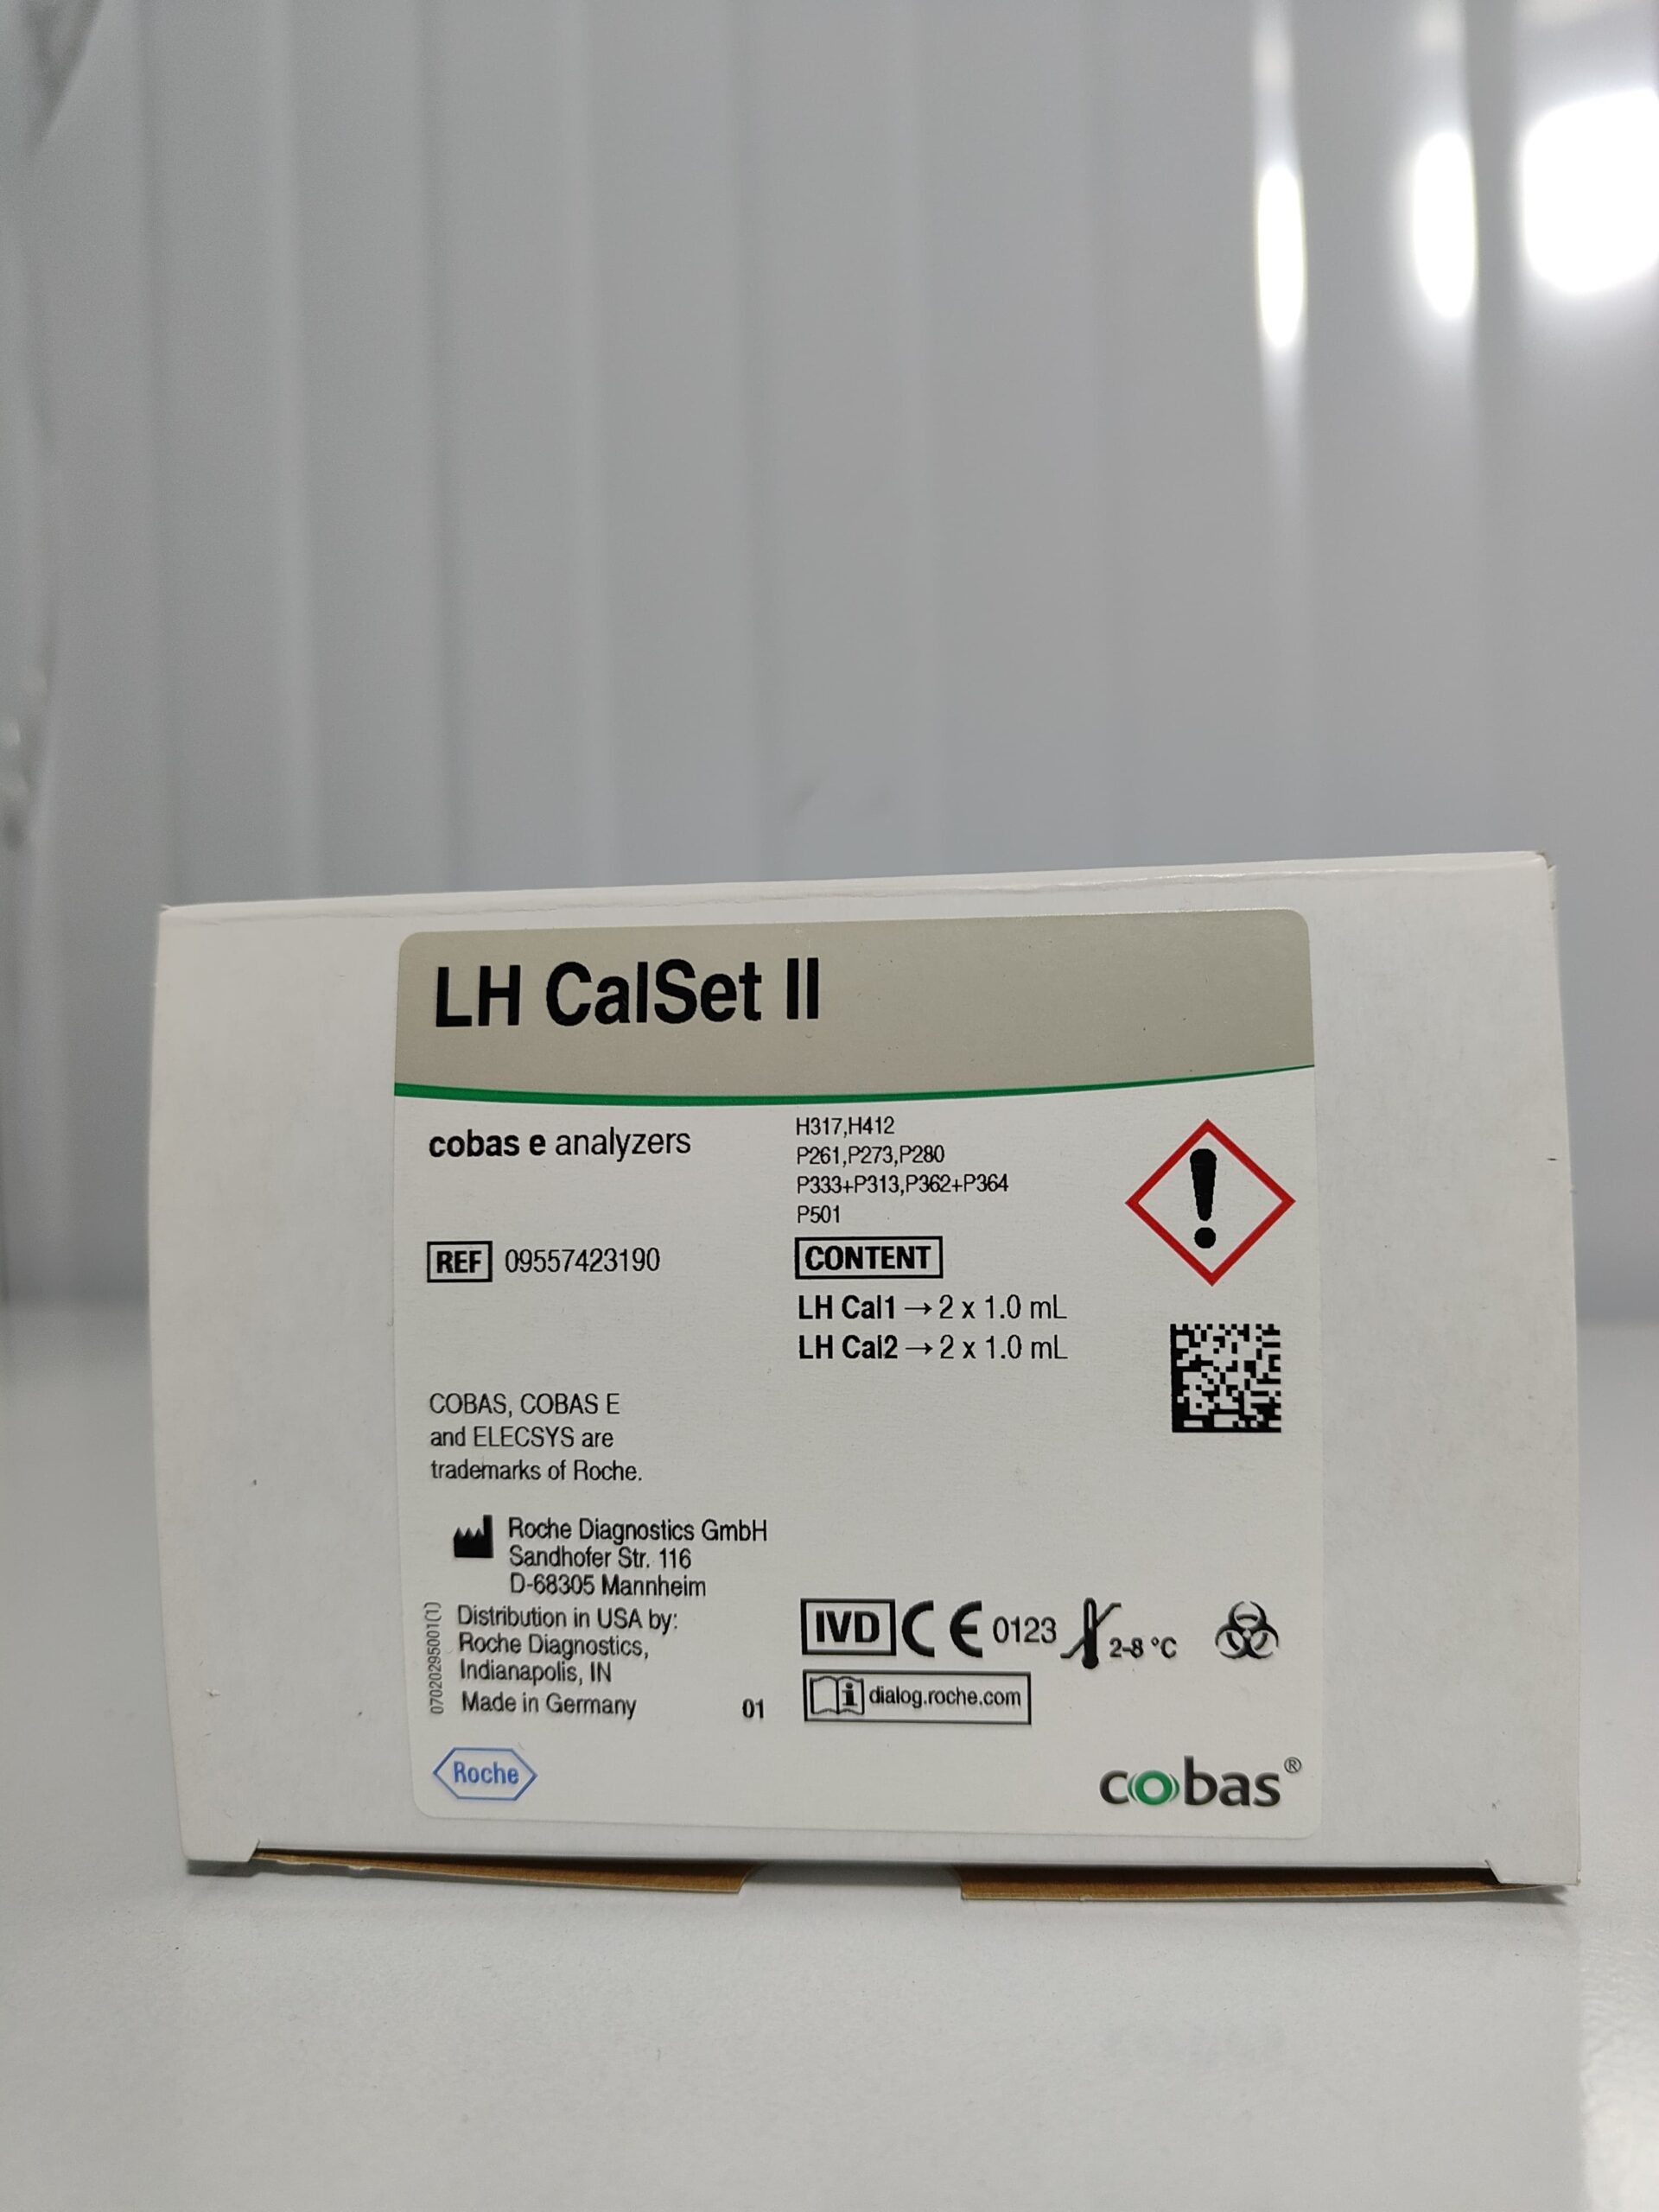 LH CalSet II
cobas e analyzers
REF 09557423190
H317,H412
P261,P273,P280
P333+P313,P362+P364
P501
CONTENT
LH Cal1 → 2 x 1.0 mL
LH Cal2 → 2 x 1.0 mL
COBAS, COBAS E
and ELECSYS are
trademarks of Roche.
Roche Diagnostics GmbH
Sandhofer Str. 116
D-68305 Mannheim
Distribution in USA by:
Roche Diagnostics,
Indianapolis, IN
Made in Germany
01
07020295001(1)
IVD CE 0123 2-8 °C
dialog.roche.com
Roche
cobas®